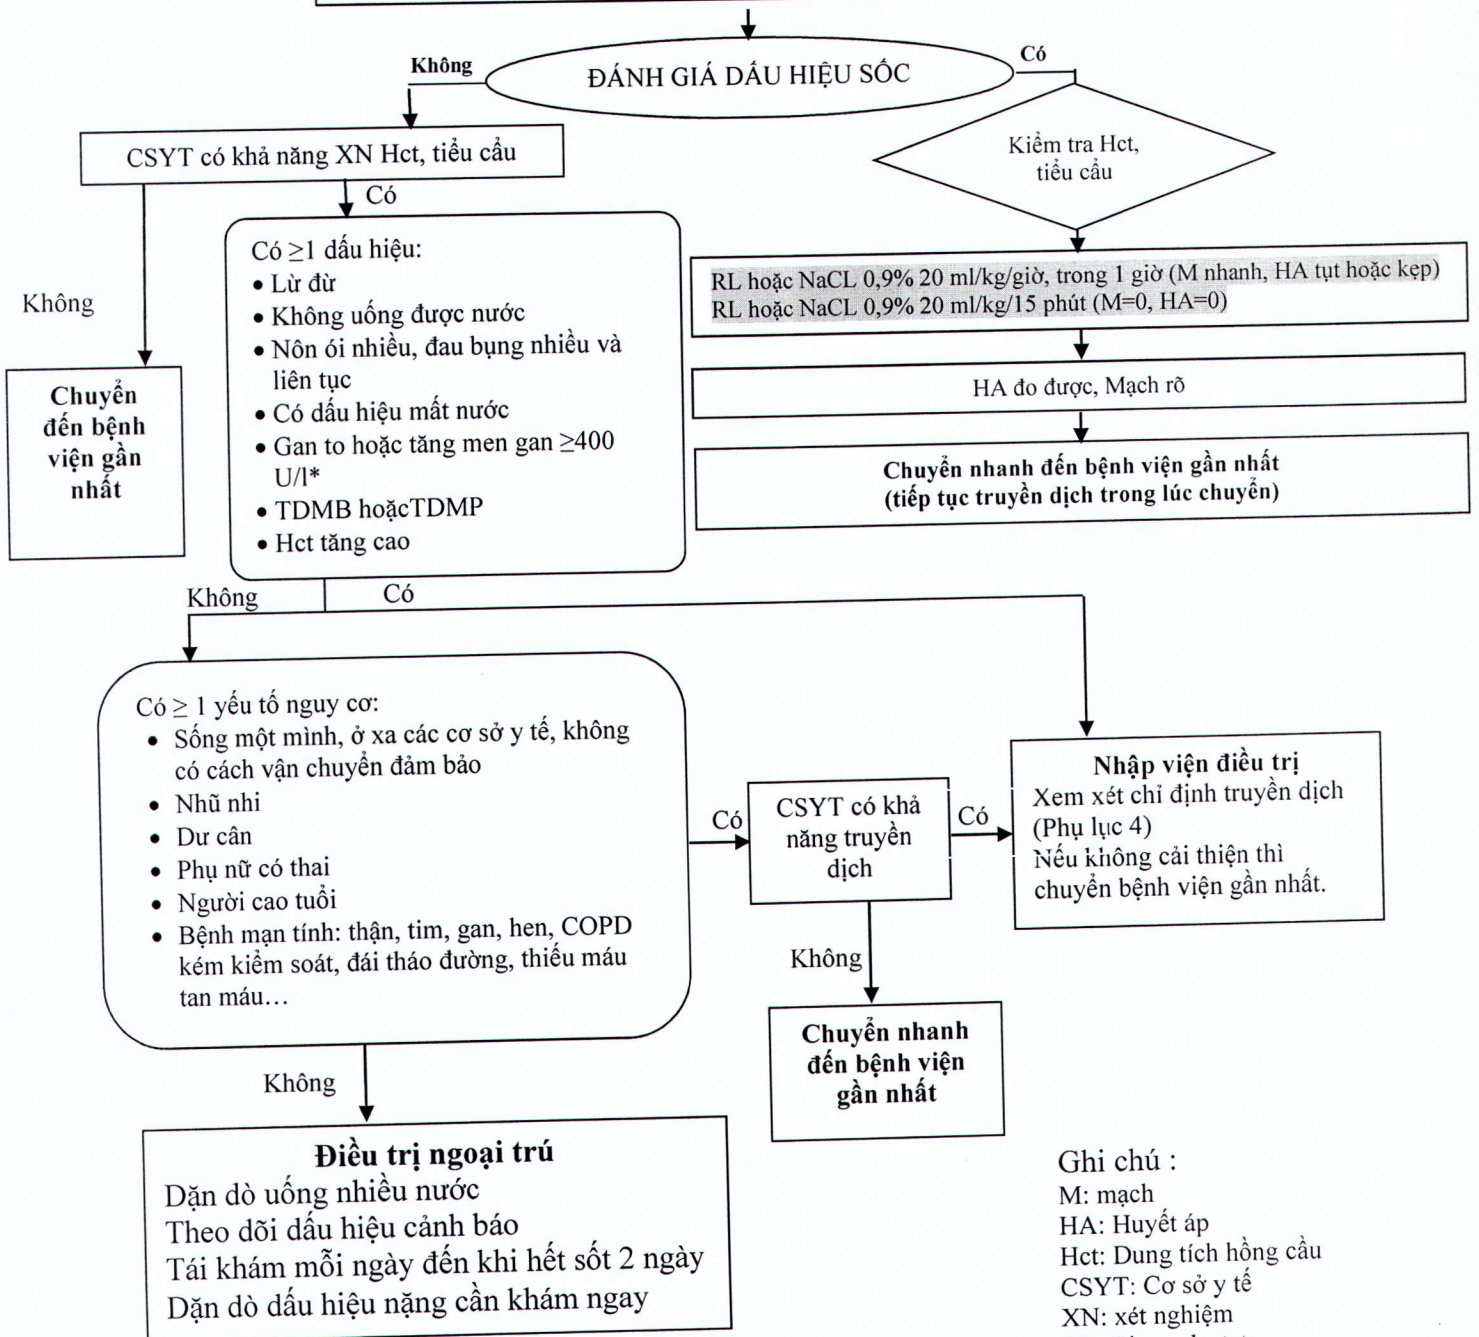 ĐÁNH GIÁ DẤU HIỆU SỐC
Không
Có
CSYT có khả năng XN Hct, tiểu cầu
Kiểm tra Hct,
tiểu cầu
Không
Có
Có ≥1 dấu hiệu:
• Lừ đừ
• Không uống được nước
• Nôn ói nhiều, đau bụng nhiều và
liên tục
• Có dấu hiệu mất nước
• Gan to hoặc tăng men gan ≥400
U/l*
• TDMB hoặcTDMP
• Hct tăng cao
RL hoặc NaCL 0,9% 20 ml/kg/giờ, trong 1 giờ (M nhanh, HA tụt hoặc kẹp)
RL hoặc NaCL 0,9% 20 ml/kg/15 phút (M=0, HA=0)
HA đo được, Mạch rõ
Chuyển nhanh đến bệnh viện gần nhất
(tiếp tục truyền dịch trong lúc chuyển)
Chuyển
đến bệnh
viện gần
nhất
Không
Có
Có ≥ 1 yếu tố nguy cơ:
• Sống một mình, ở xa các cơ sở y tế, không
có cách vận chuyển đảm bảo
• Nhũ nhi
• Dư cân
• Phụ nữ có thai
• Người cao tuổi
• Bệnh mạn tính: thận, tim, gan, hen, COPD
kém kiểm soát, đái tháo đường, thiếu máu
tan máu…
Có
CSYT có khả
năng truyền
dịch
Có
Nhập viện điều trị
Xem xét chỉ định truyền dịch
(Phụ lục 4)
Nếu không cải thiện thì
chuyển bệnh viện gần nhất.
Không
Chuyển nhanh
đến bệnh viện
gần nhất
Không
Điều trị ngoại trú
Dặn dò uống nhiều nước
Theo dõi dấu hiệu cảnh báo
Tái khám mỗi ngày đến khi hết sốt 2 ngày
Dặn dò dấu hiệu nặng cần khám ngay
Ghi chú :
M: mạch
HA: Huyết áp
Hct: Dung tích hồng cầu
CSYT: Cơ sở y tế
XN: xét nghiệm